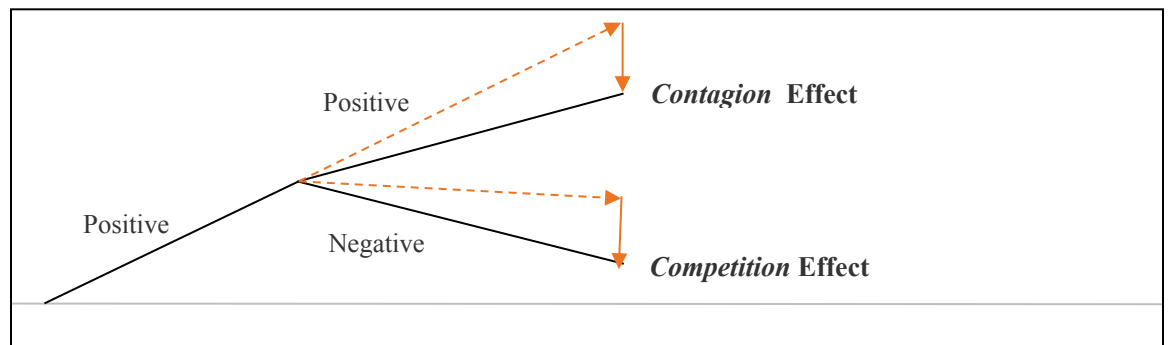 Positive
Contagion Effect
Positive
Negative
Competition Effect